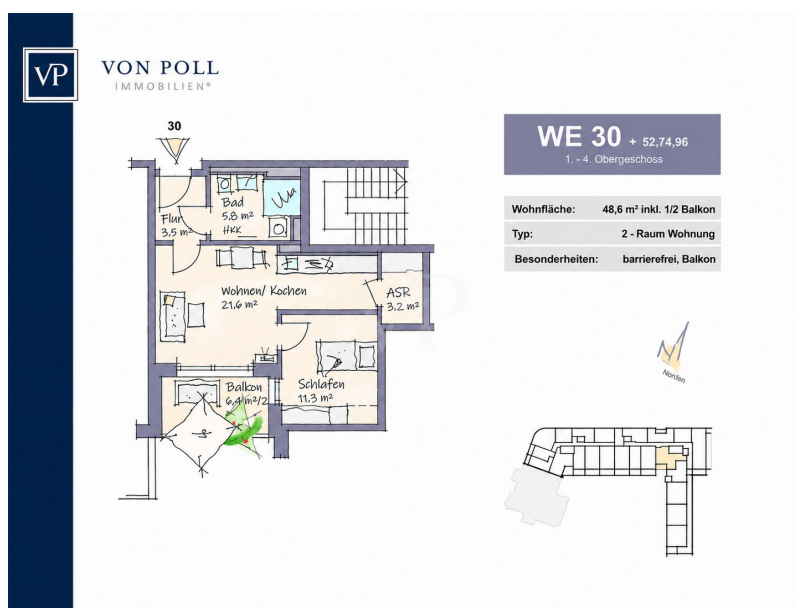 VP
VON POLL
IMMOBILIEN®
30
WE 30 + 52,74,96
1. - 4. Obergeschoss
Wohnfläche: 48,6 m² inkl. 1/2 Balkon
Typ: 2 - Raum Wohnung
Besonderheiten: barrierefrei, Balkon
Bad
5.8 m²
HKK
Flur
3,5 m²
Wohnen/ Kochen
21,6 m²
ASR
3,2 m²
Schlafen
11,3 m²
Balkon
6,4 m²/2
Norden